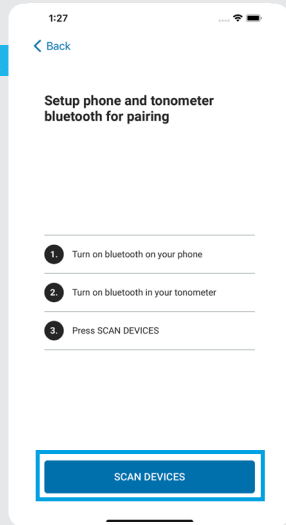 1:27
Back
Setup phone and tonometer
bluetooth for pairing
1. Turn on bluetooth on your phone
2. Turn on bluetooth in your tonometer
3. Press SCAN DEVICES
SCAN DEVICES